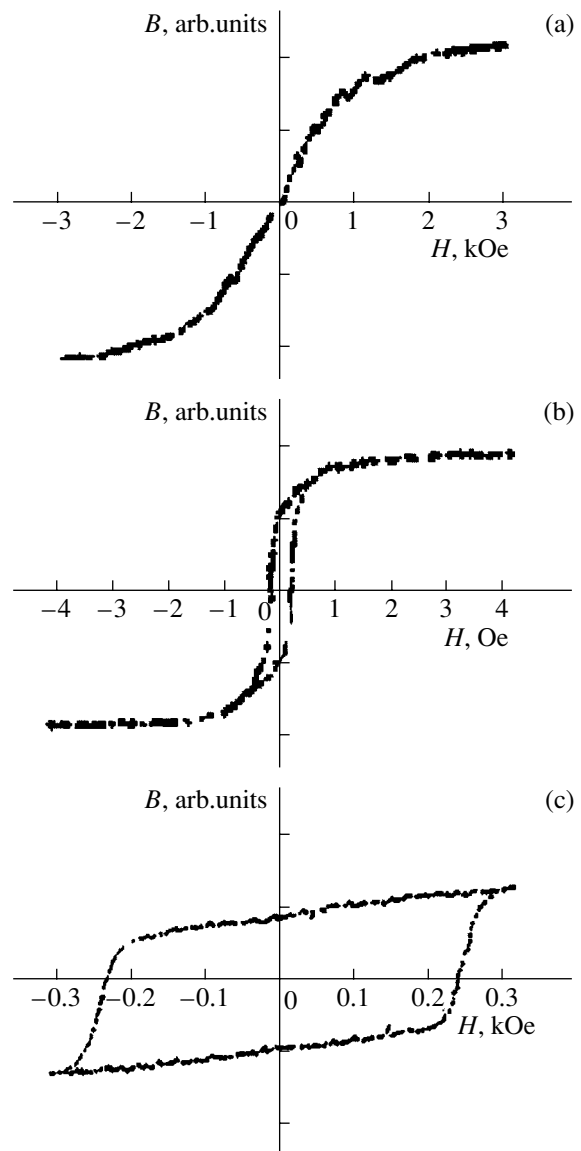 B, arb.units (a)
–3 –2 –1 0 1 2 3
H, kOe
B, arb.units (b)
–4 –3 –2 –1 0 1 2 3 4
H, Oe
B, arb.units (c)
–0.3 –0.2 –0.1 0 0.1 0.2 0.3
H, kOe